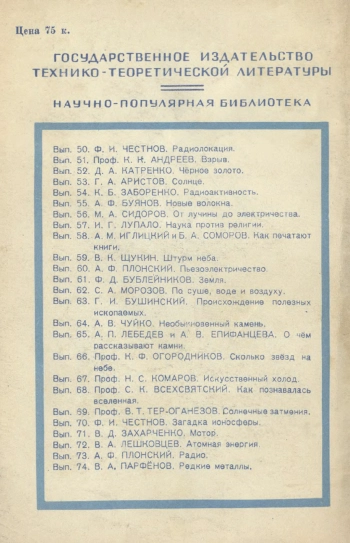 Цена 75 к.
ГОСУДАРСТВЕННОЕ ИЗДАТЕЛЬСТВО
ТЕХНИКО-ТЕОРЕТИЧЕСКОЙ ЛИТЕРАТУРЫ
НАУЧНО-ПОПУЛЯРНАЯ БИБЛИОТЕКА
Вып. 50. Ф. И. ЧЕСТНОВ. Радиолокация.
Вып. 51. Проф. К. К. АНДРЕЕВ. Взрыв.
Вып. 52. Д. А. КАТРЕНКО. Чёрное золото.
Вып. 53. Г. А. АРИСТОВ. Солнце.
Вып. 54. К. Б. ЗАБОРЕНКО. Радиоактивность.
Вып. 55. А. Ф. БУЯНОВ. Новые волокна.
Вып. 56. М. А. СИДОРОВ. От лучины до электричества.
Вып. 57. И. Г. ЛУПАЛО. Наука против религии.
Вып. 58. А. М. ИГЛИЦКИЙ и Б. А. СОМОРОВ. Как печатают
книги.
Вып. 59. В. К. ЩУКИН. Штурм неба.
Вып. 60. А. Ф. ПЛОНСКИЙ. Пьезоэлектричество.
Вып. 61. Ф. Д. БУБЛЕЙНИКОВ. Земля.
Вып. 62. С. А. МОРОЗОВ. По суше, воде и воздуху.
Вып. 63. Г. И. БУШИНСКИЙ. Происхождение полезных
ископаемых.
Вып. 64. А. В. ЧУЙКО. Необыкновенный камень.
Вып. 65. А. П. ЛЕБЕДЕВ и А. В. ЕПИФАНЦЕВА. О чём
рассказывают камни.
Вып. 66. Проф. К. Ф. ОГОРОДНИКОВ. Сколько звёзд на
небе.
Вып. 67. Проф. Н. С. КОМАРОВ. Искусственный холод.
Вып. 68. Проф. С. К. ВСЕХСВЯТСКИЙ. Как познавалась
вселенная.
Вып. 69. Проф. В. Т. ТЕР-ОГАНЕЗОВ. Солнечные затмения.
Вып. 70. Ф. И. ЧЕСТНОВ. Загадка ионосферы.
Вып. 71. В. Д. ЗАХАРЧЕНКО. Мотор.
Вып. 72. В. А. ЛЕШКОВЦЕВ. Атомная энергия.
Вып. 73. А. Ф. ПЛОНСКИЙ. Радио.
Вып. 74. В. А. ПАРФЁНОВ. Редкие металлы.